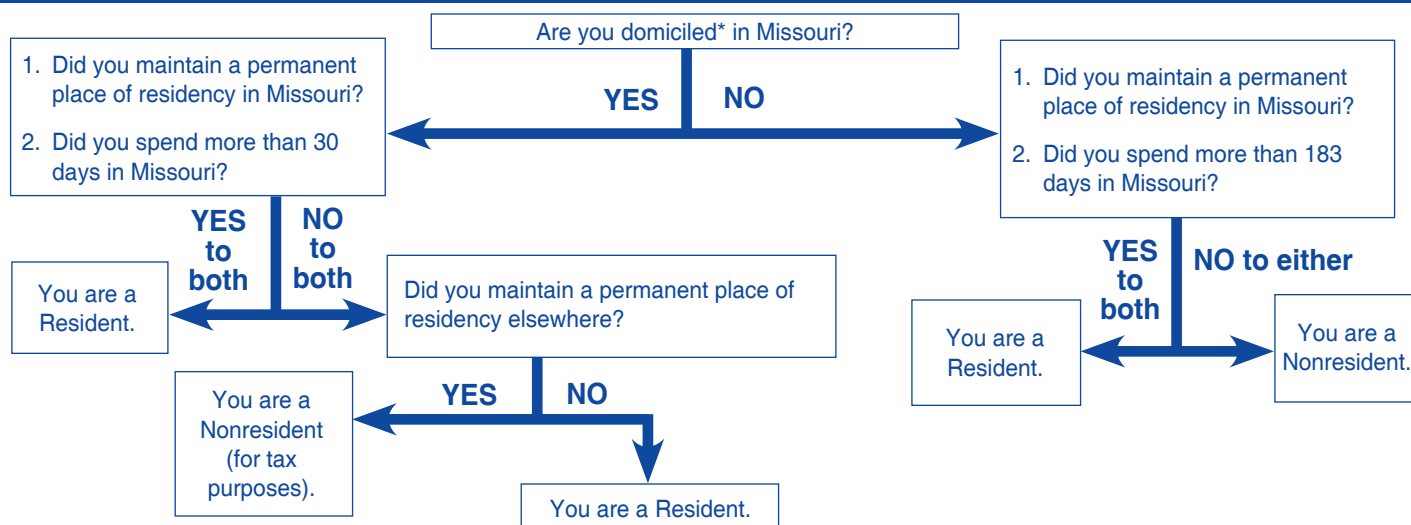 Are you domiciled* in Missouri?
YES
NO
1. Did you maintain a permanent
place of residency in Missouri?
2. Did you spend more than 30
days in Missouri?
1. Did you maintain a permanent
place of residency in Missouri?
2. Did you spend more than 183
days in Missouri?
YES
to
both
NO
to
both
You are a
Resident.
Did you maintain a permanent place of
residency elsewhere?
YES
NO
You are a
Nonresident
(for tax
purposes).
You are a Resident.
YES
to
both
NO to either
You are a
Resident.
You are a
Nonresident.